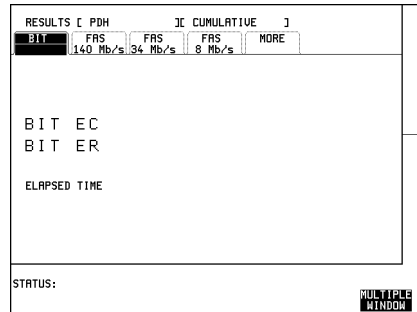 RESULTS [ PDH ][ CUMULATIVE ]
BIT FAS FAS FAS MORE
140 Mb/s 34 Mb/s 8 Mb/s
BIT EC
BIT ER
ELAPSED TIME
STATUS:
MULTIPLE
WINDOW